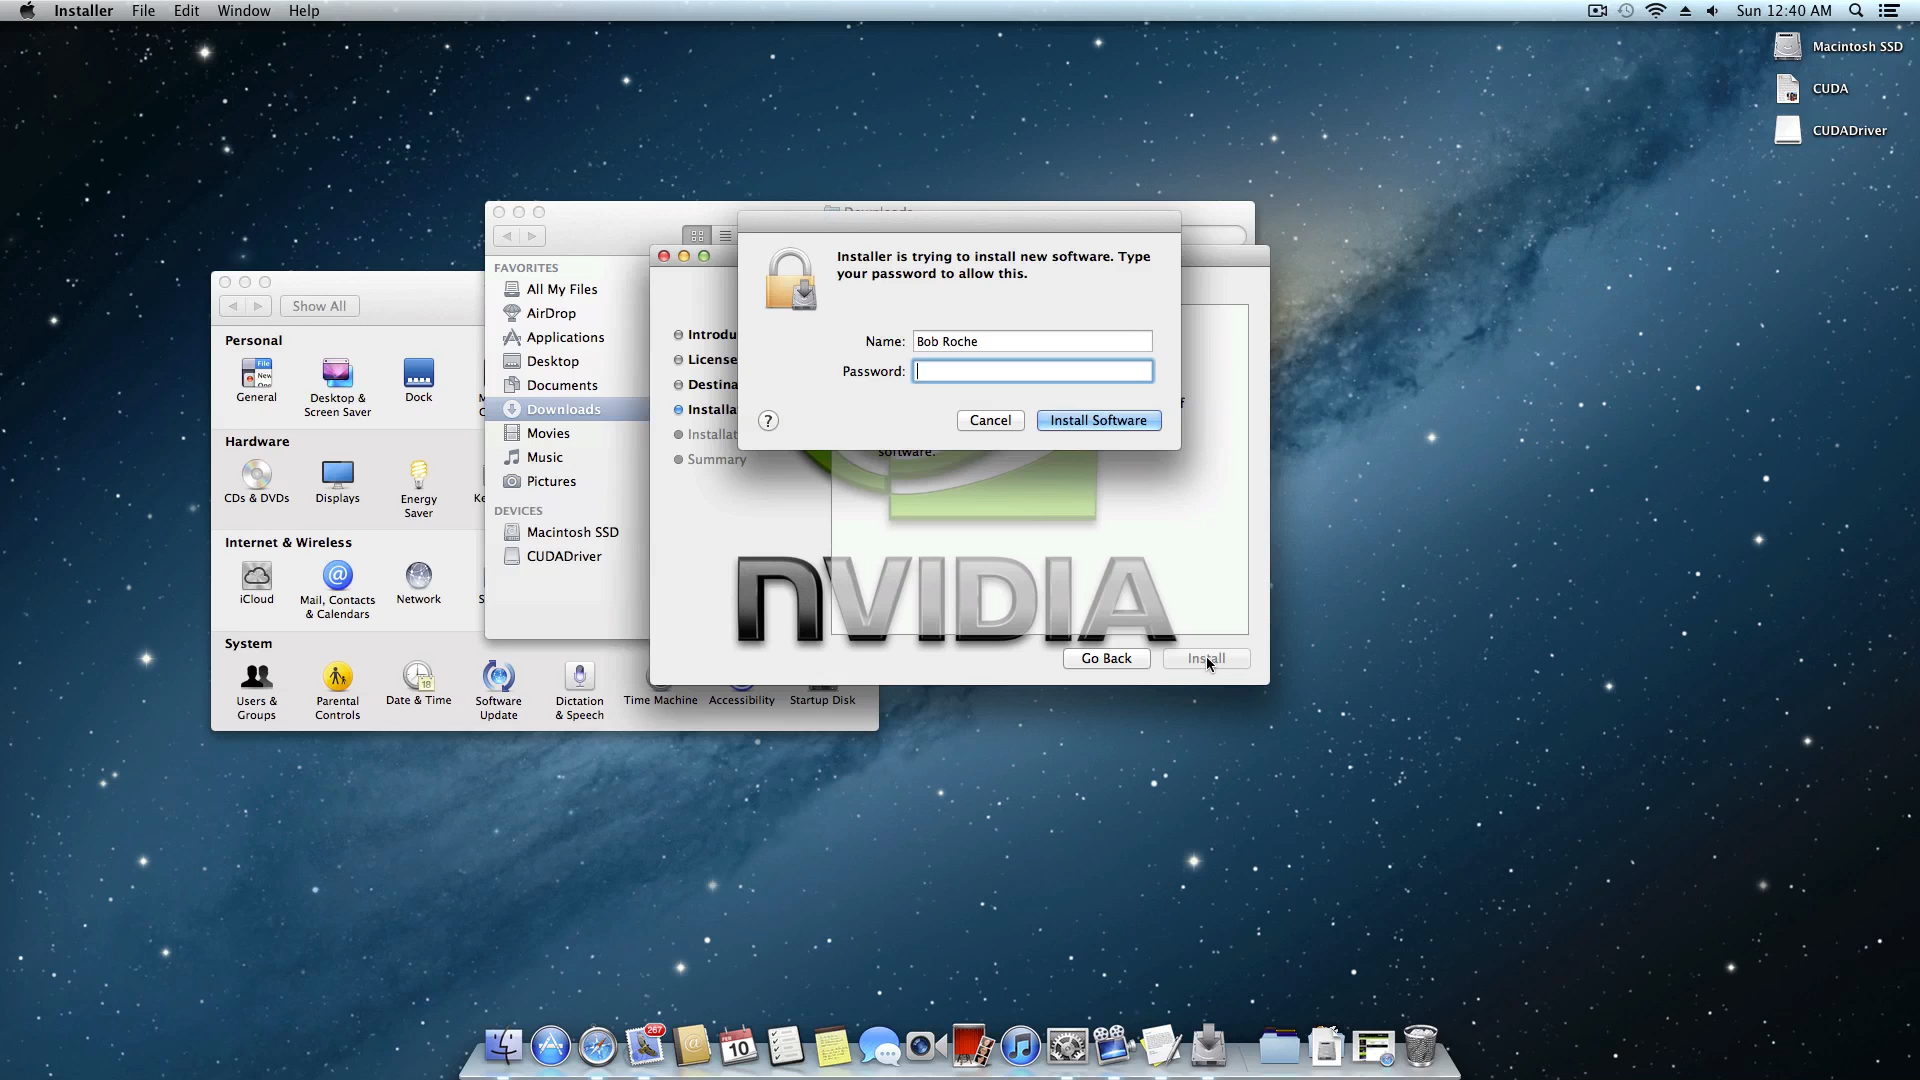 Installer File Edit Window Help
Sun 12:40 AM
Macintosh SSD
CUDA
CUDADriver
Downloads
Installer is trying to install new software. Type
your password to allow this.
Name: Bob Roche
Password:
?
Cancel
Install Software
software.
FAVORITES
All My Files
AirDrop
Applications
Desktop
Documents
Downloads
Movies
Music
Pictures
DEVICES
Macintosh SSD
CUDADriver
License
Summary
NVIDIA
Go Back
Install
Show All
Personal
General
Desktop &
Screen Saver
Dock
Hardware
CDs & DVDs
Displays
Energy
Saver
Internet & Wireless
iCloud
Mail, Contacts
& Calendars
Network
System
Users &
Groups
Parental
Controls
Date & Time
Software
Update
Dictation
& Speech
Time Machine
Accessibility
Startup Disk
267
10